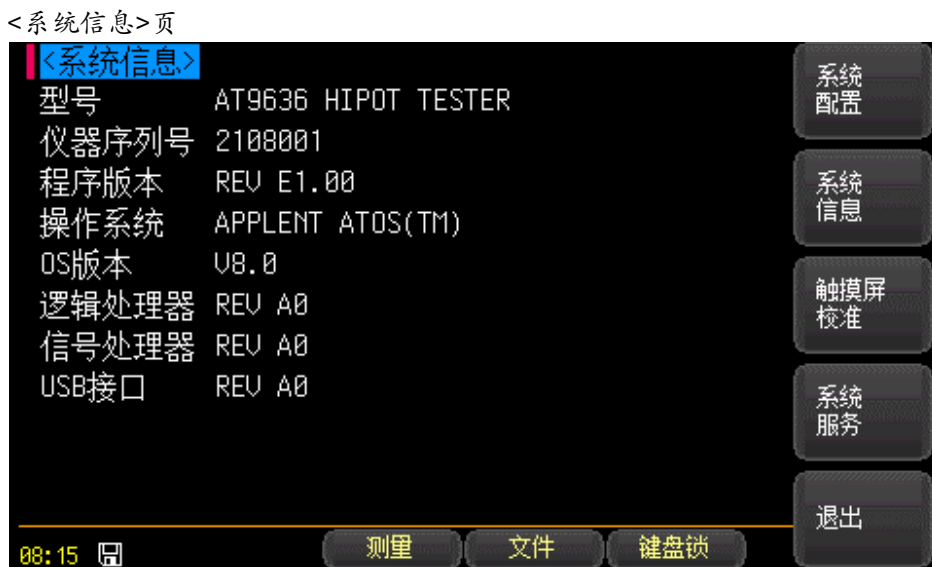 <系统信息>页
<系统信息>
型号 AT9636 HIPOT TESTER
仪器序列号 2108001
程序版本 REV E1.00
操作系统 APPLENT ATOS(TM)
OS版本 V8.0
逻辑处理器 REV A0
信号处理器 REV A0
USB接口 REV A0
系统
配置
系统
信息
触摸屏
校准
系统
服务
退出
08:15
测量
文件
键盘锁